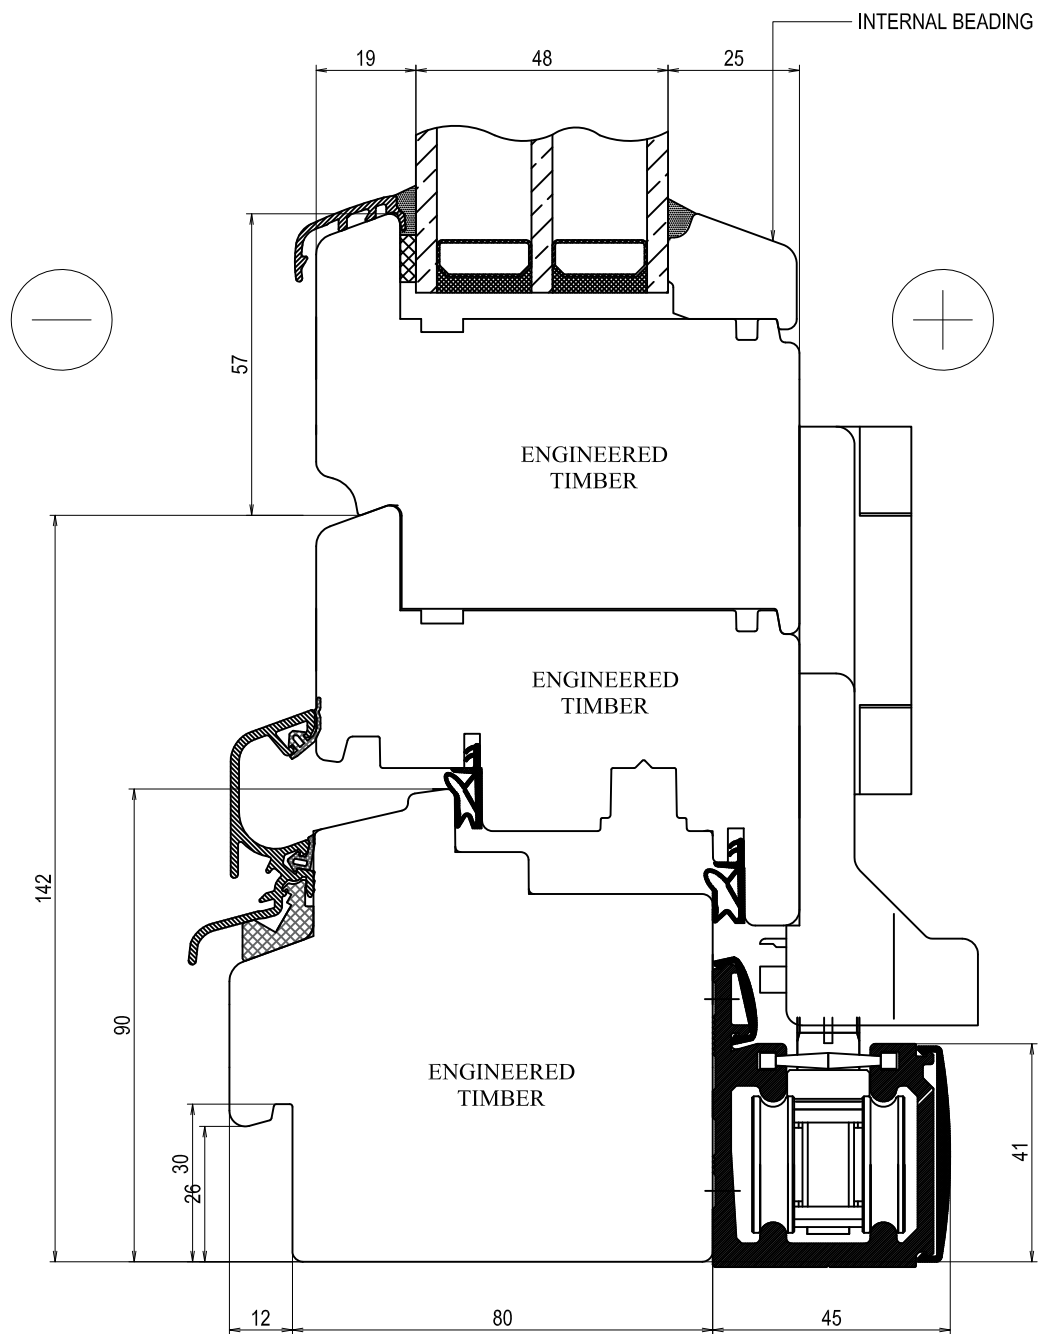 INTERNAL BEADING
19
48
25
57
ENGINEERED
TIMBER
ENGINEERED
TIMBER
142
90
ENGINEERED
TIMBER
30
26
41
12
80
45